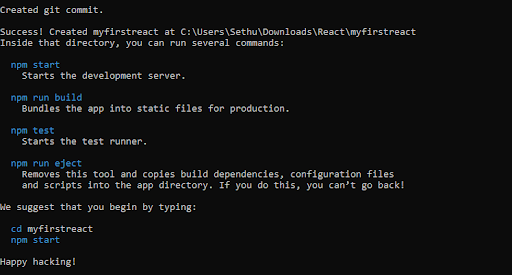 Created git commit.
Success! Created myfirstreact at C:\Users\Sethu\Downloads\React\myfirstreact
Inside that directory, you can run several commands:
npm start
Starts the development server.
npm run build
Bundles the app into static files for production.
npm test
Starts the test runner.
npm run eject
Removes this tool and copies build dependencies, configuration files
and scripts into the app directory. If you do this, you can’t go back!
We suggest that you begin by typing:
cd myfirstreact
npm start
Happy hacking!